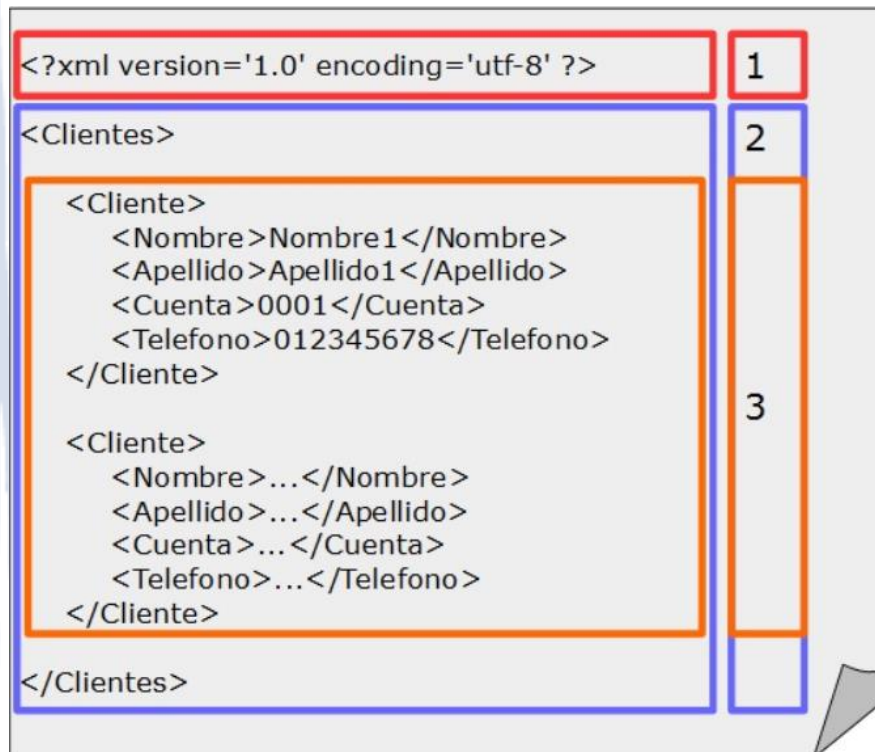 <?xml version='1.0' encoding='utf-8' ?> 1
<Clientes> 2
<Cliente>
<Nombre>Nombre1</Nombre>
<Apellido>Apellido1</Apellido>
<Cuenta>0001</Cuenta>
<Telefono>012345678</Telefono>
</Cliente>
3
<Cliente>
<Nombre>...</Nombre>
<Apellido>...</Apellido>
<Cuenta>...</Cuenta>
<Telefono>...</Telefono>
</Cliente>
</Clientes>